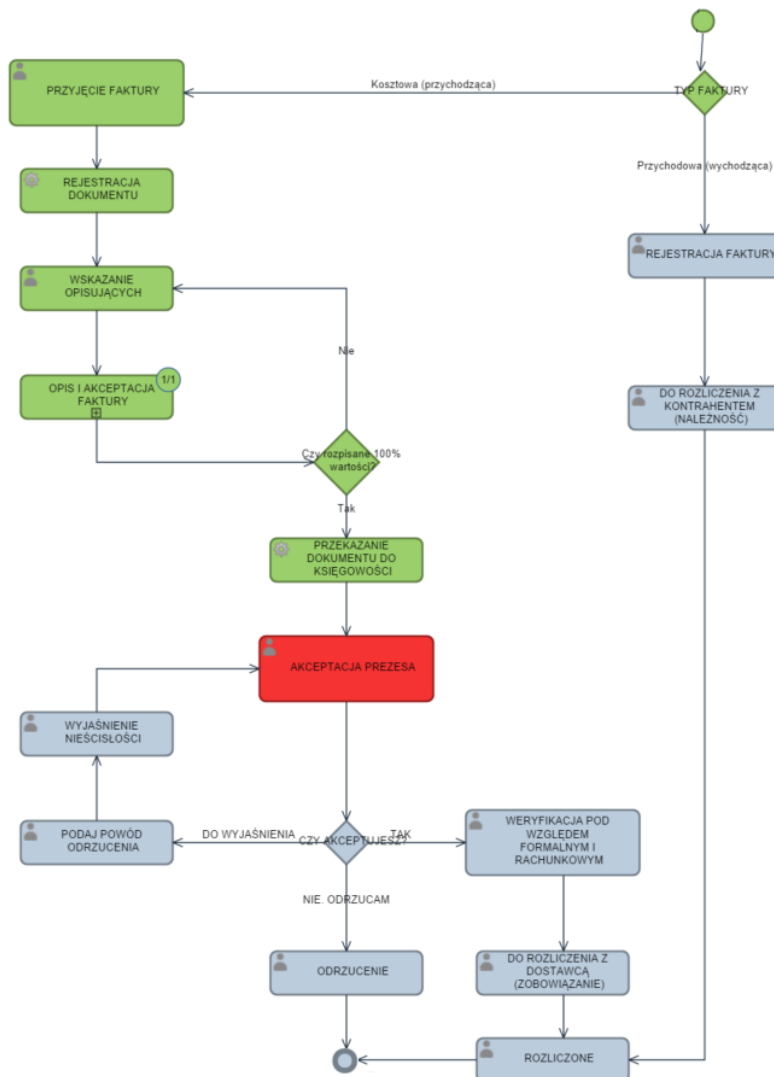 Kosztowa (przychodząca)
PRZYJĘCIE FAKTURY
TYP FAKTURY
Przychodowa (wychodząca)
REJESTRACJA
DOKUMENTU
REJESTRACJA FAKTURY
WSKAZANIE
OPISUJĄCYCH
Nie
1/1
OPIS I AKCEPTACJA
FAKTURY
DO ROZLICZENIA Z
KONTRAHENTEM
(NALEŻNOŚĆ)
Czy rozpisane 100%
wartości?
Tak
PRZEKAZANIE
DOKUMENTU DO
KSIĘGOWOŚCI
AKCEPTACJA PREZESA
WYJAŚNIENIE
NIEŚCISŁOŚCI
PODAJ POWÓD
ODRZUCENIA
DO WYJAŚNIENIA
CZY AKCEPTUJESZ?
TAK
WERYFIKACJA POD
WZGLĘDEM
FORMALNYM I
RACHUNKOWYM
NIE. ODRZUCAM
ODRZUCENIE
DO ROZLICZENIA Z
DOSTAWCĄ
(ZOBOWIĄZANIE)
ROZLICZONE